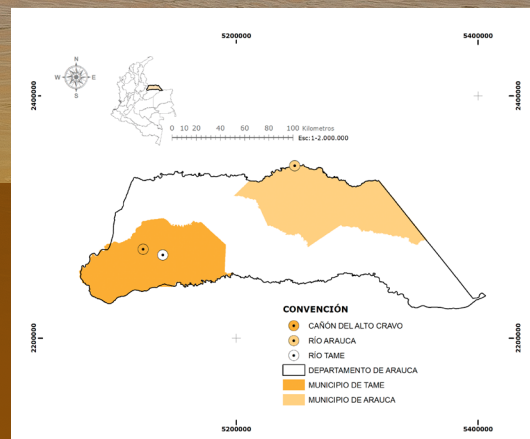 5200000
5400000
2400000
2400000
N
W
E
S
0 10 20 40 60 80 100 Kilometros
Esc:1-2.000.000
CONVENCIÓN
CAÑÓN DEL ALTO CRAVO
RÍO ARAUCA
RÍO TAME
DEPARTAMENTO DE ARAUCA
MUNICIPIO DE TAME
MUNICIPIO DE ARAUCA
2200000
2200000
5200000
5400000